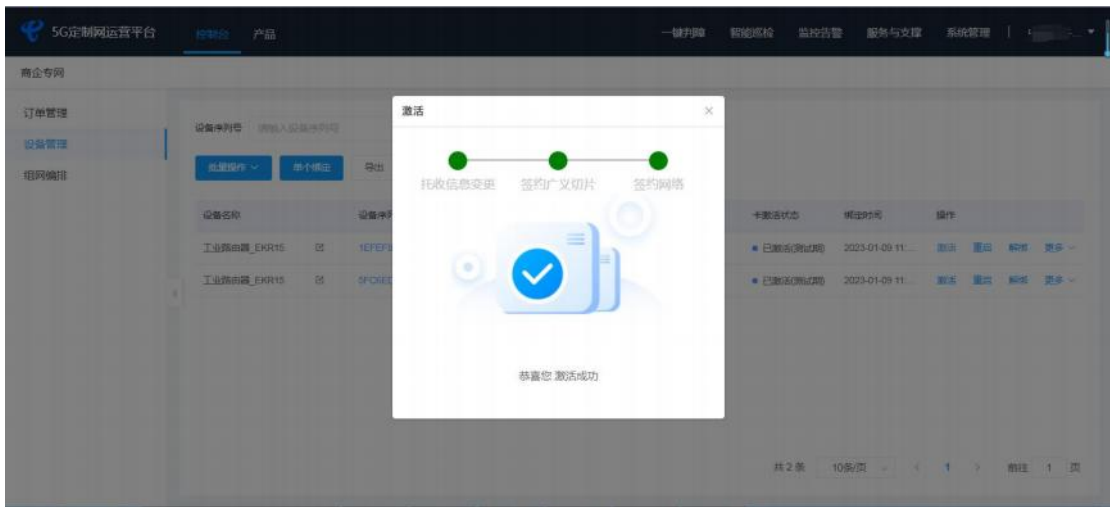 5G定制网运营平台 控制台 产品 一键判障 智能巡检 监控告警 服务与支撑 系统管理
商企专网
订单管理
设备管理
组网编排
设备序列号 请输入设备序列号
批量操作 单个绑定 导出
激活
托收信息变更 签约广义切片 签约网络
恭喜您 激活成功
设备名称 设备序列 卡激活状态 绑定时间 操作
工业路由器_EKR15 1EFEF 已激活(测试期) 2023-01-09 11:... 激活 重启 解绑 更多
工业路由器_EKR15 已激活(测试期) 2023-01-09 11:... 激活 重启 解绑 更多
共 2 条 10条/页 1 前往 1 页